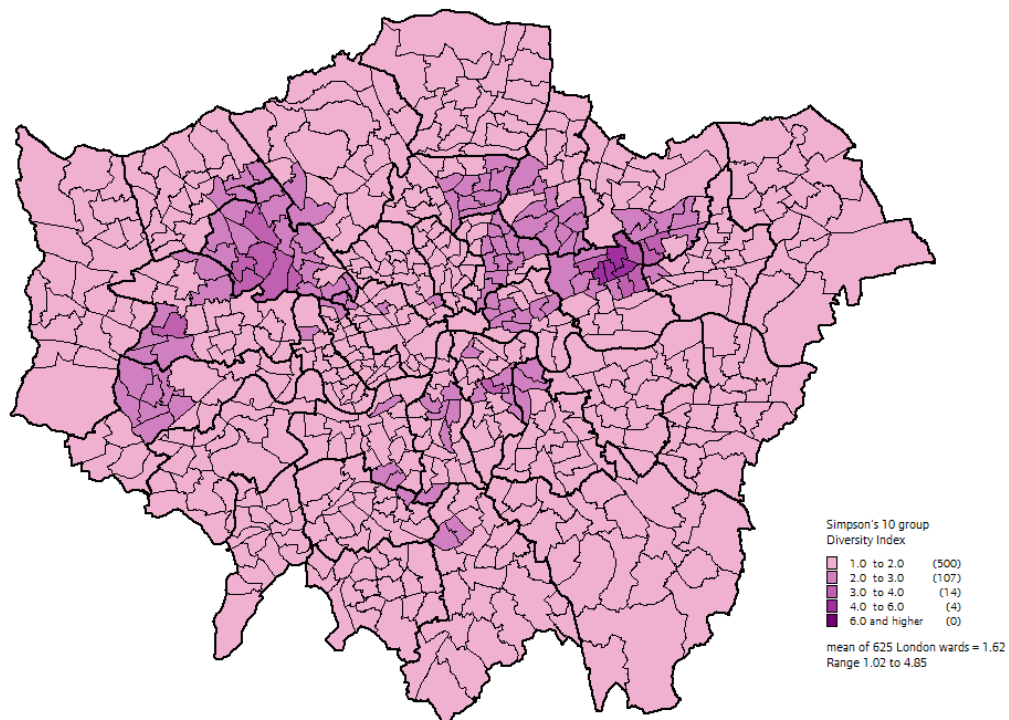 Simpson's 10 group
Diversity Index
1.0 to 2.0 (500)
2.0 to 3.0 (107)
3.0 to 4.0 (14)
4.0 to 6.0 (4)
6.0 and higher (0)
mean of 625 London wards = 1.62
Range 1.02 to 4.85